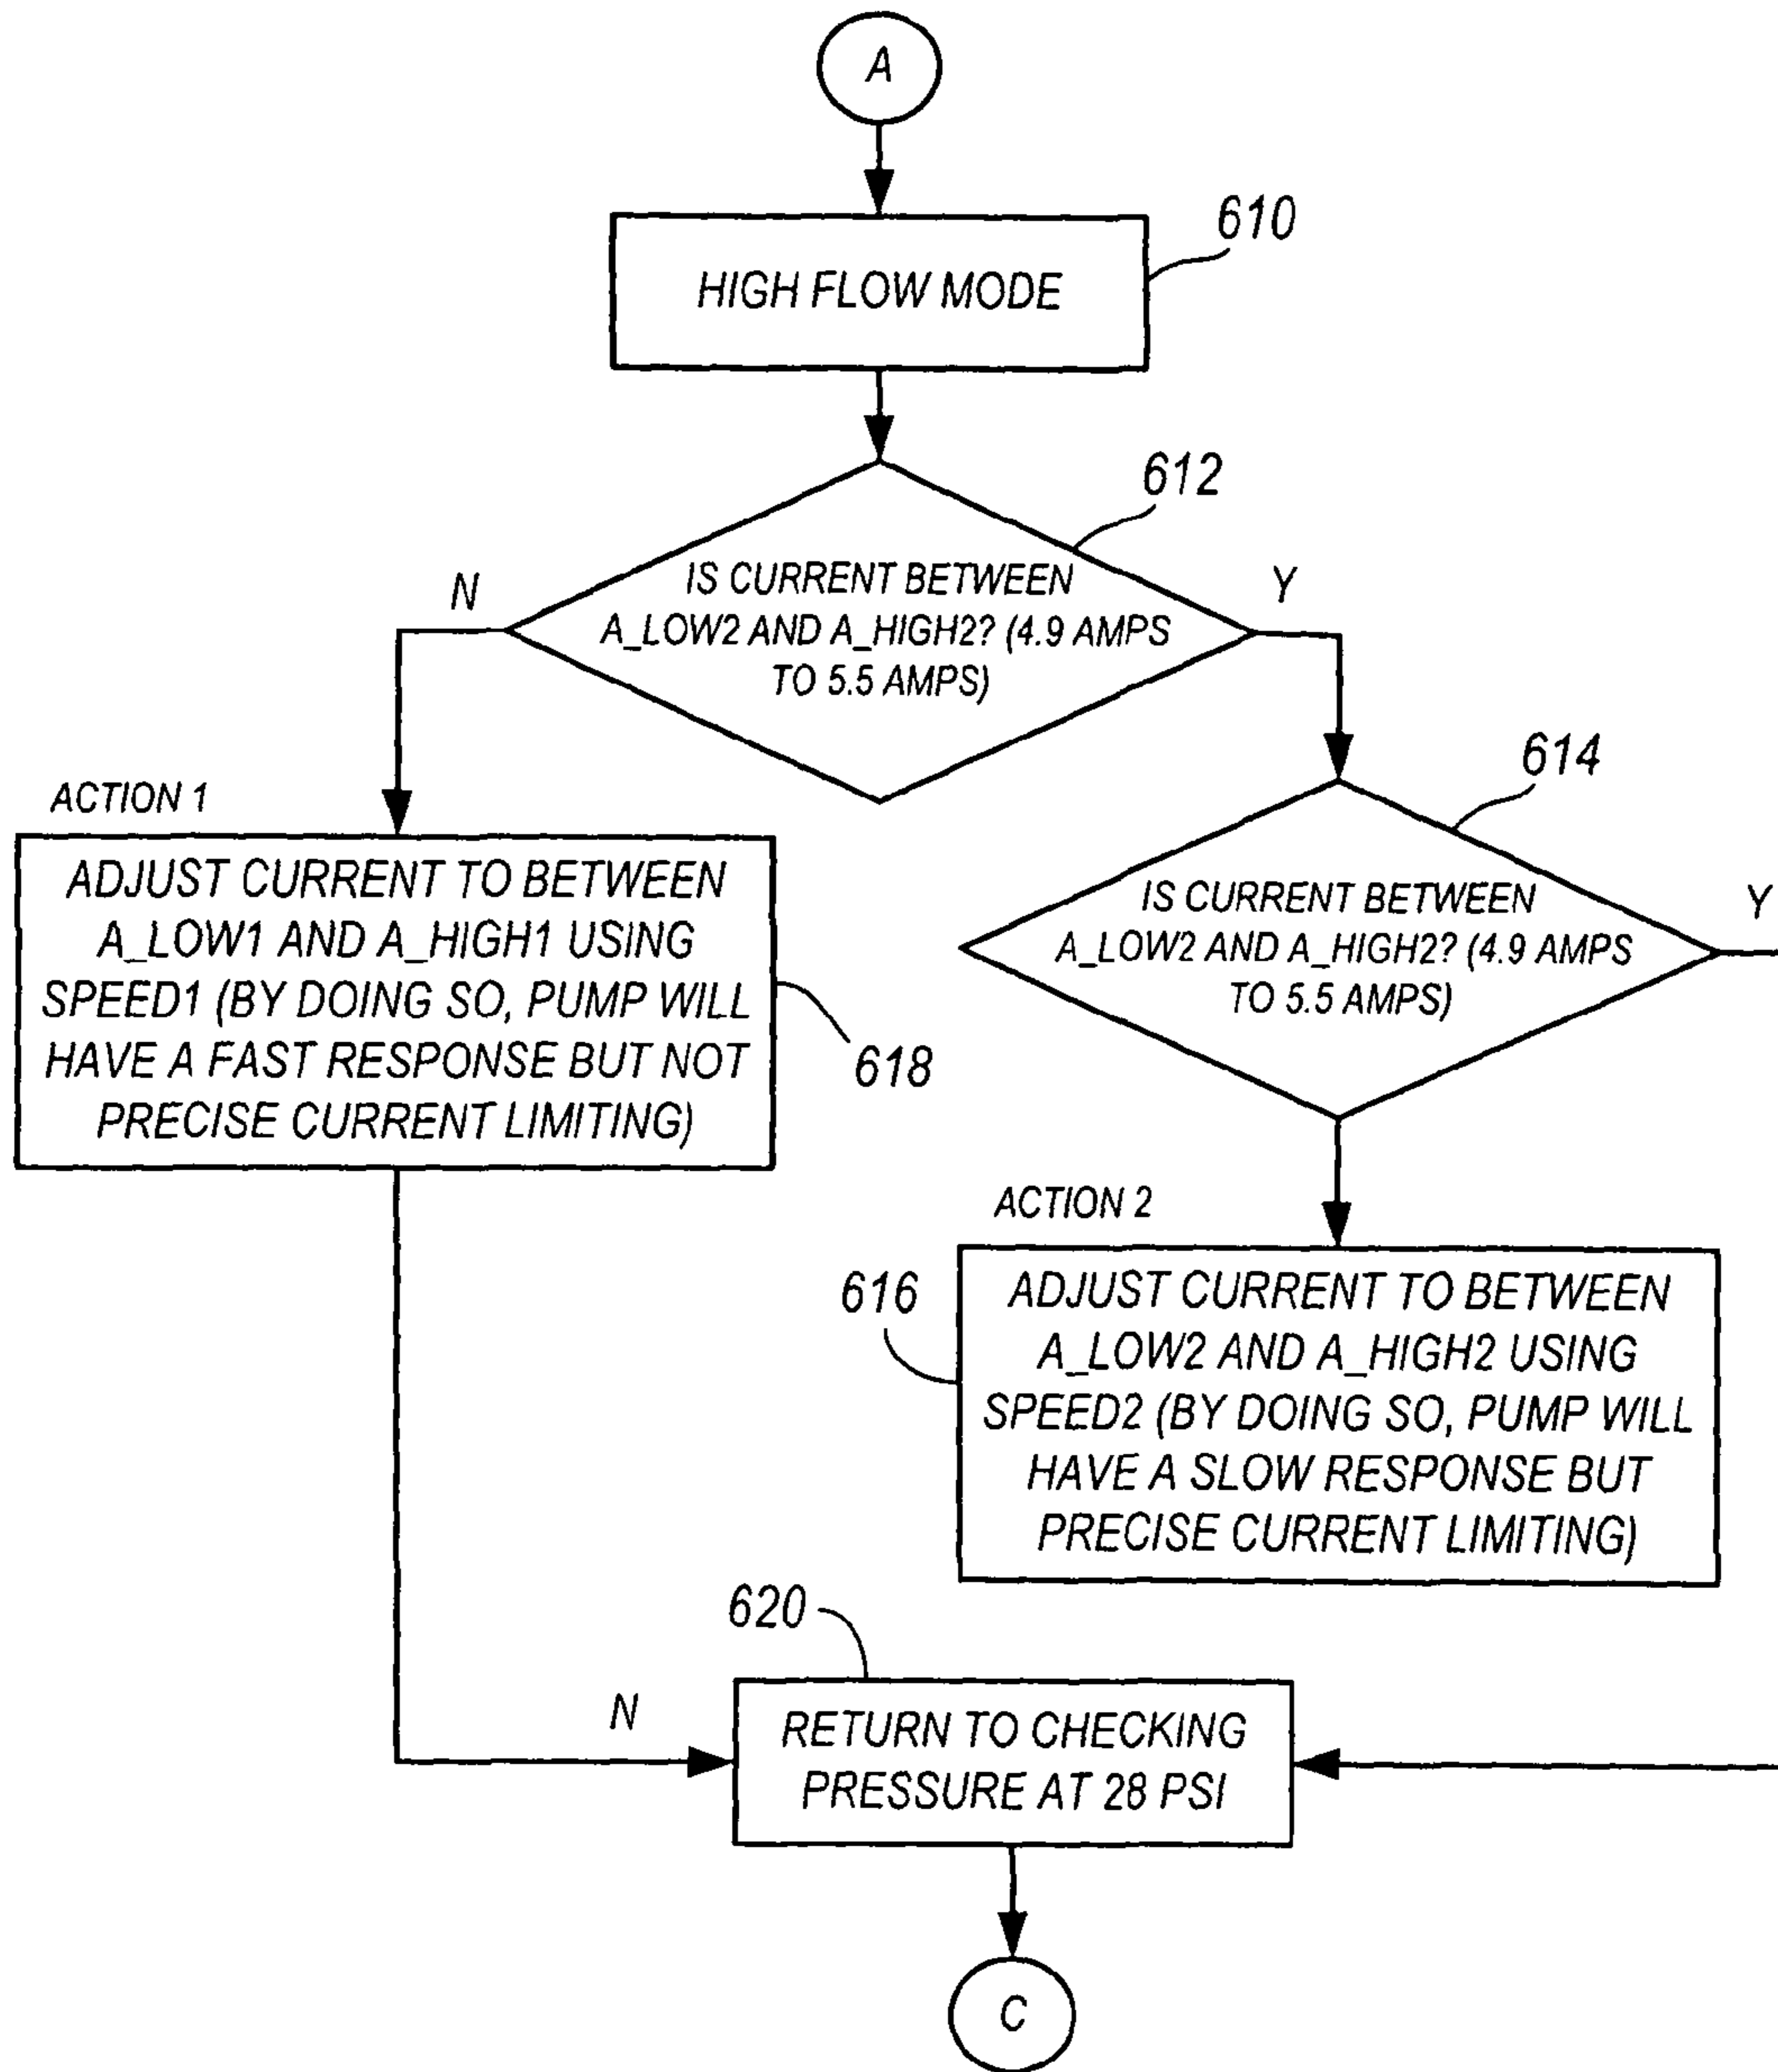 A
610
HIGH FLOW MODE
612
N
IS CURRENT BETWEEN
A_LOW2 AND A_HIGH2? (4.9 AMPS
TO 5.5 AMPS)
Y
614
ACTION 1
ADJUST CURRENT TO BETWEEN
A_LOW1 AND A_HIGH1 USING
SPEED1 (BY DOING SO, PUMP WILL
HAVE A FAST RESPONSE BUT NOT
PRECISE CURRENT LIMITING)
618
IS CURRENT BETWEEN
A_LOW2 AND A_HIGH2? (4.9 AMPS
TO 5.5 AMPS)
Y
ACTION 2
616
ADJUST CURRENT TO BETWEEN
A_LOW2 AND A_HIGH2 USING
SPEED2 (BY DOING SO, PUMP WILL
HAVE A SLOW RESPONSE BUT
PRECISE CURRENT LIMITING)
620
N
RETURN TO CHECKING
PRESSURE AT 28 PSI
C